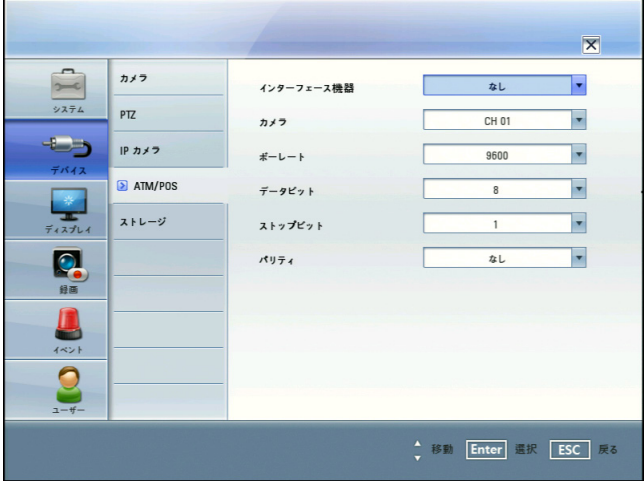 システム
デバイス
ディスプレイ
録画
イベント
ユーザー
カメラ
PTZ
IP カメラ
ATM/POS
ストレージ
インターフェース機器 なし
カメラ CH 01
ボーレート 9600
データビット 8
ストップビット 1
パリティ なし
移動 Enter 選択 ESC 戻る